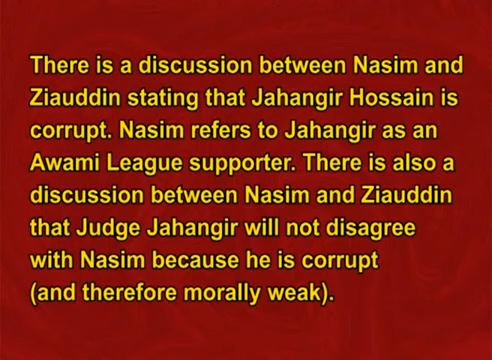 There is a discussion between Nasim and
Ziauddin stating that Jahangir Hossain is
corrupt. Nasim refers to Jahangir as an
Awami League supporter. There is also a
discussion between Nasim and Ziauddin
that Judge Jahangir will not disagree
with Nasim because he is corrupt
(and therefore morally weak).